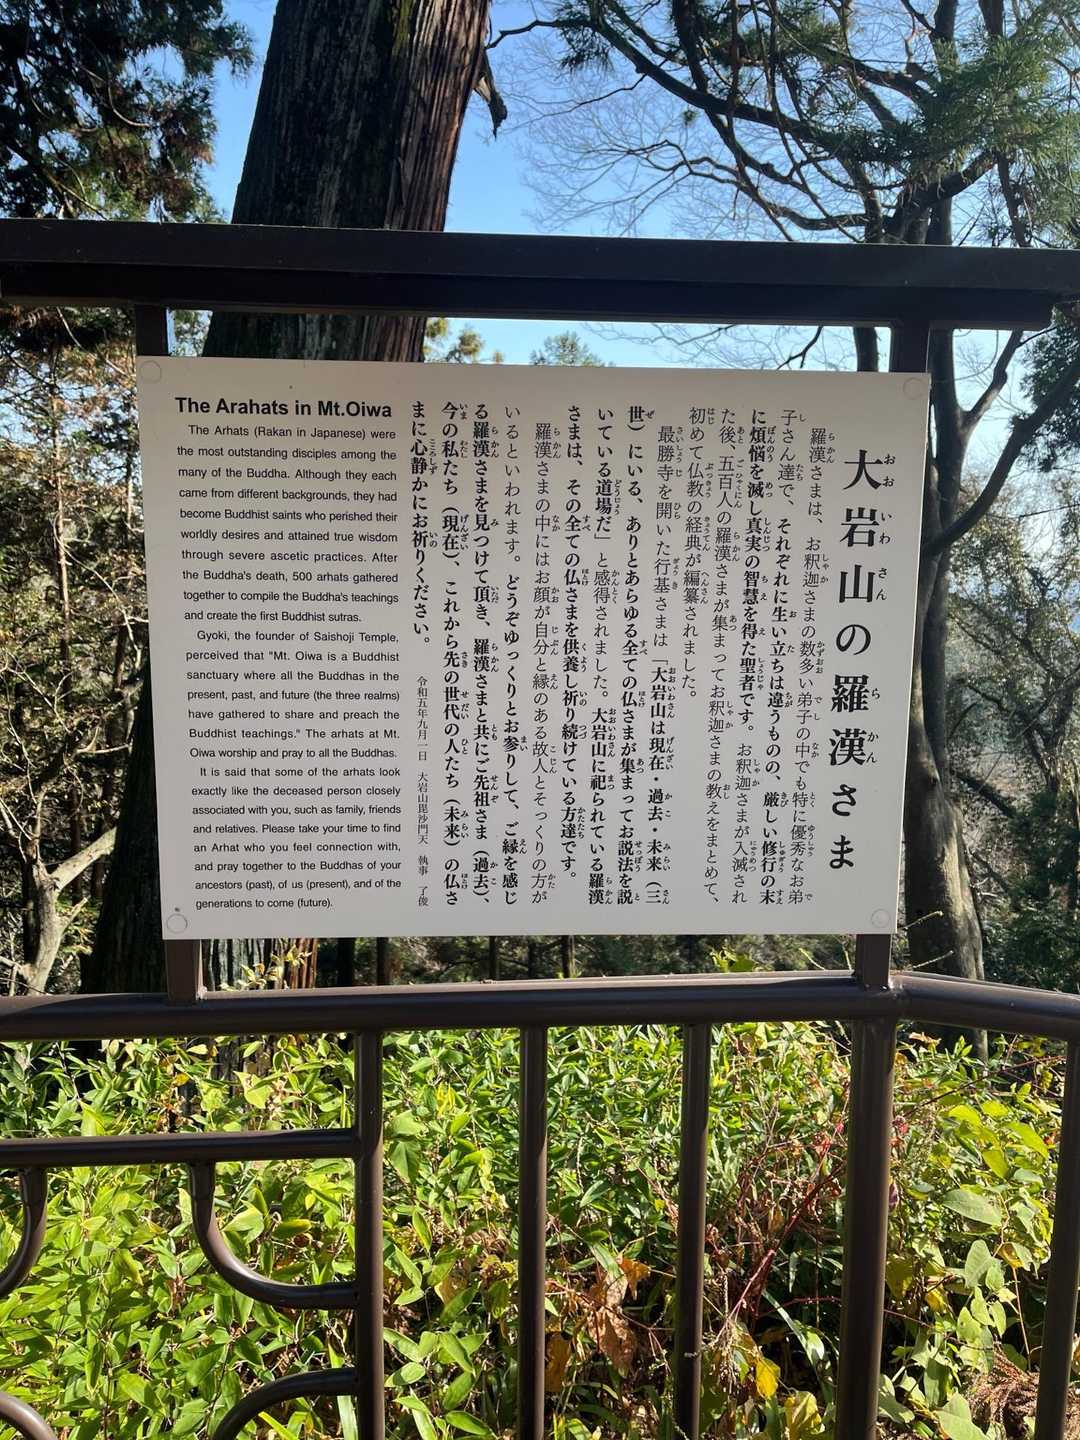 大岩山の羅漢さま
羅漢さまは、お釈迦さまの数多い弟子の中でも特に優秀なお弟
子さん達で、それぞれに生い立ちは違うものの、厳しい修行の末
に煩悩を滅し真実の智慧を得た聖者です。お釈迦さまが入滅され
た後、五百人の羅漢さまが集まってお釈迦さまの教えをまとめて、
初めて仏教の経典が編纂されました。
最勝寺を開いた行基さまは「大岩山は現在・過去・未来（三
世）にいる、ありとあらゆる全ての仏さまが集まってお説法を説
いている道場だ」と感得されました。大岩山に祀られている羅漢
さまは、その全ての仏さまを供養し祈り続けている方達です。
羅漢さまの中にはお顔が自分と縁のある故人とそっくりの方が
いるといわれます。どうぞゆっくりとお参りして、ご縁を感じ
る羅漢さまを見つけて頂き、羅漢さまと共にご先祖さま（過去）、
今の私たち（現在）、これから先の世代の人たち（未来）の仏さ
まに心静かにお祈りください。
令和五年九月一日　大岩山毘沙門天　執事　了俊
The Arahats in Mt.Oiwa
The Arhats (Rakan in Japanese) were
the most outstanding disciples among the
many of the Buddha. Although they each
came from different backgrounds, they had
become Buddhist saints who perished their
worldly desires and attained true wisdom
through severe ascetic practices. After
the Buddha's death, 500 arhats gathered
together to compile the Buddha's teachings
and create the first Buddhist sutras.
Gyoki, the founder of Saishoji Temple,
perceived that "Mt. Oiwa is a Buddhist
sanctuary where all the Buddhas in the
present, past, and future (the three realms)
have gathered to share and preach the
Buddhist teachings." The arhats at Mt.
Oiwa worship and pray to all the Buddhas.
It is said that some of the arhats look
exactly like the deceased person closely
associated with you, such as family, friends
and relatives. Please take your time to find
an Arhat who you feel connection with,
and pray together to the Buddhas of your
ancestors (past), of us (present), and of the
generations to come (future).